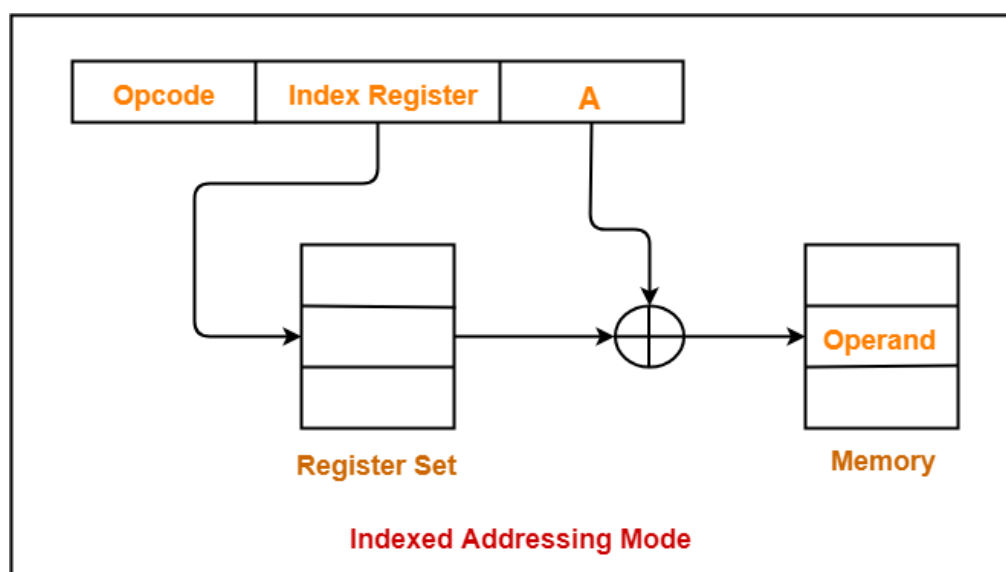 Opcode Index Register A
Operand
Register Set Memory
Indexed Addressing Mode